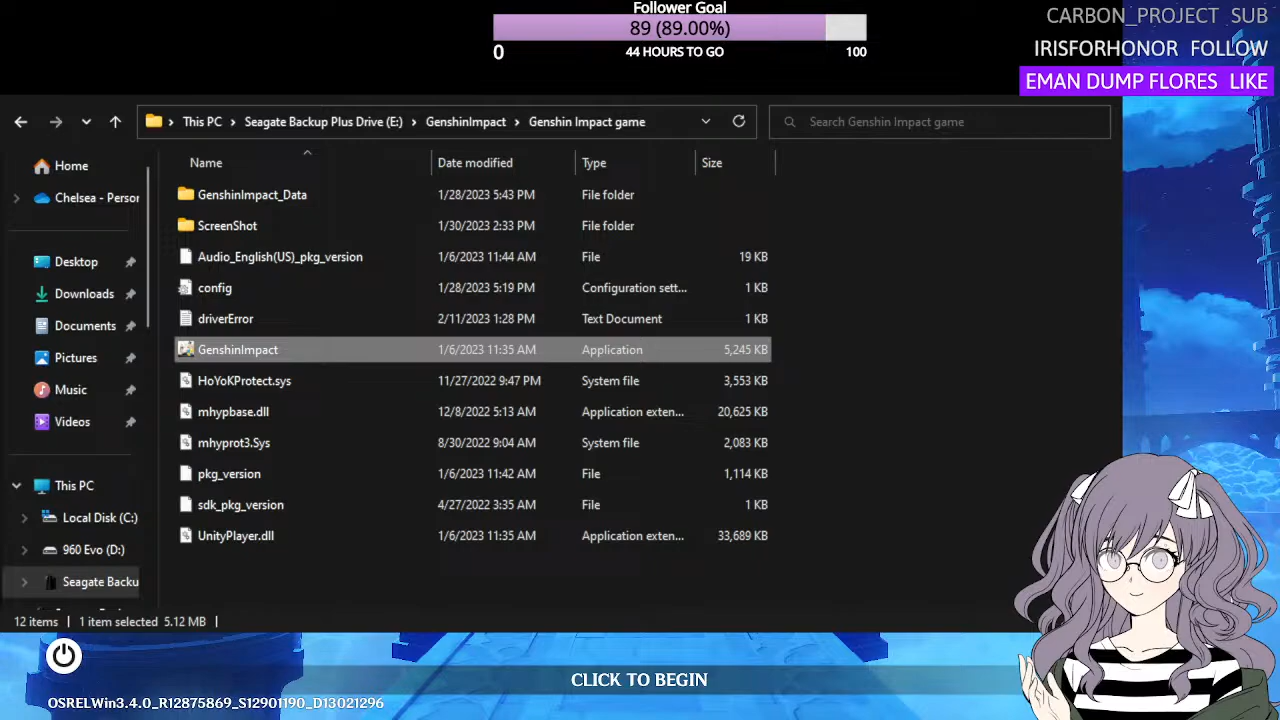 Follower Goal
89 (89.00%)
0 44 HOURS TO GO 100
CARBON_PROJECT SUB
IRISFORHONOR FOLLOW
EMAN DUMP FLORES LIKE
This PC Seagate Backup Plus Drive (E:) GenshinImpact Genshin Impact game
Search Genshin Impact game
Home
Chelsea - Person
Desktop
Downloads
Documents
Pictures
Music
Videos
This PC
Local Disk (C:)
960 Evo (D:)
Seagate Backu
Name Date modified Type Size
GenshinImpact_Data 1/28/2023 5:43 PM File folder
ScreenShot 1/30/2023 2:33 PM File folder
Audio_English(US)_pkg_version 1/6/2023 11:44 AM File 19 KB
config 1/28/2023 5:19 PM Configuration sett... 1 KB
driverError 2/11/2023 1:28 PM Text Document 1 KB
GenshinImpact 1/6/2023 11:35 AM Application 5,245 KB
HoYoKProtect.sys 11/27/2022 9:47 PM System file 3,553 KB
mhypbase.dll 12/8/2022 5:13 AM Application exten... 20,625 KB
mhyprot3.Sys 8/30/2022 9:04 AM System file 2,083 KB
pkg_version 1/6/2023 11:42 AM File 1,114 KB
sdk_pkg_version 4/27/2022 3:35 AM File 1 KB
UnityPlayer.dll 1/6/2023 11:35 AM Application exten... 33,689 KB
12 items 1 item selected 5.12 MB
CLICK TO BEGIN
OSRELWin3.4.0_R12875869_S12901190_D13021296